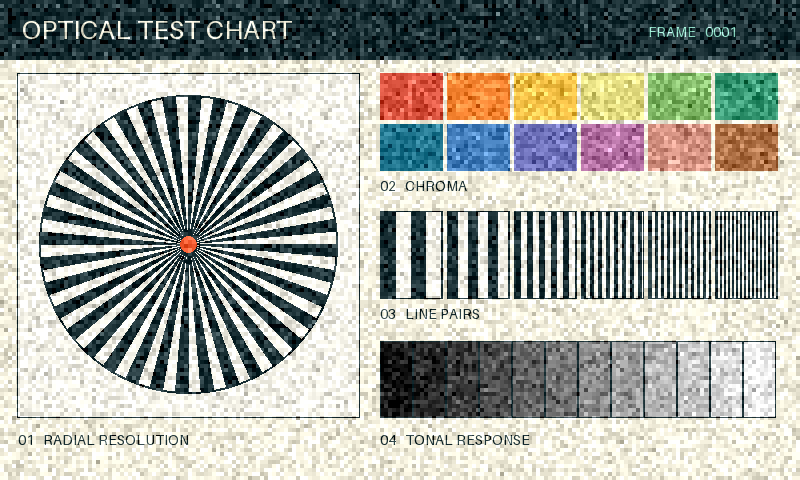 OPTICAL TEST CHART
FRAME 0001
01 RADIAL RESOLUTION
02 CHROMA
03 LINE PAIRS
04 TONAL RESPONSE